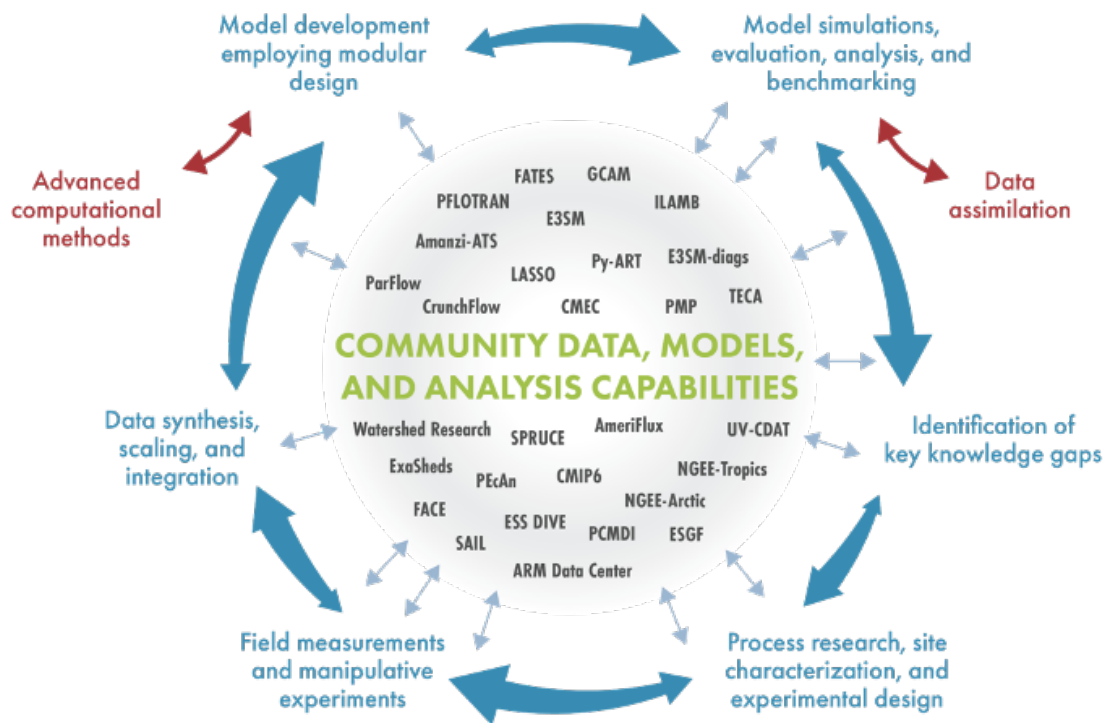 Model development
employing modular
design
Model simulations,
evaluation, analysis, and
benchmarking
Advanced
computational
methods
Data
assimilation
FATES
GCAM
PFLOTRAN
ILAMB
E3SM
Amanzi-ATS
Py-ART
E3SM-diags
LASSO
ParFlow
CrunchFlow
CMEC
PMP
TECA
COMMUNITY DATA, MODELS,
AND ANALYSIS CAPABILITIES
Data synthesis,
scaling, and
integration
Identification of
key knowledge gaps
Watershed Research
SPRUCE
AmeriFlux
UV-CDAT
ExaSheds
PEcAn
CMIP6
NGEE-Tropics
FACE
NGEE-Arctic
ESS DIVE
SAIL
PCMDI
ESGF
ARM Data Center
Field measurements
and manipulative
experiments
Process research, site
characterization, and
experimental design